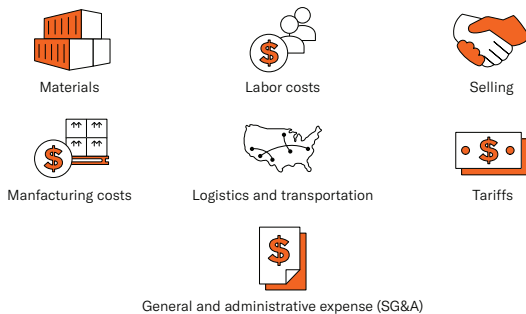 Materials
Labor costs
Selling
Manfacturing costs
Logistics and transportation
Tariffs
General and administrative expense (SG&A)